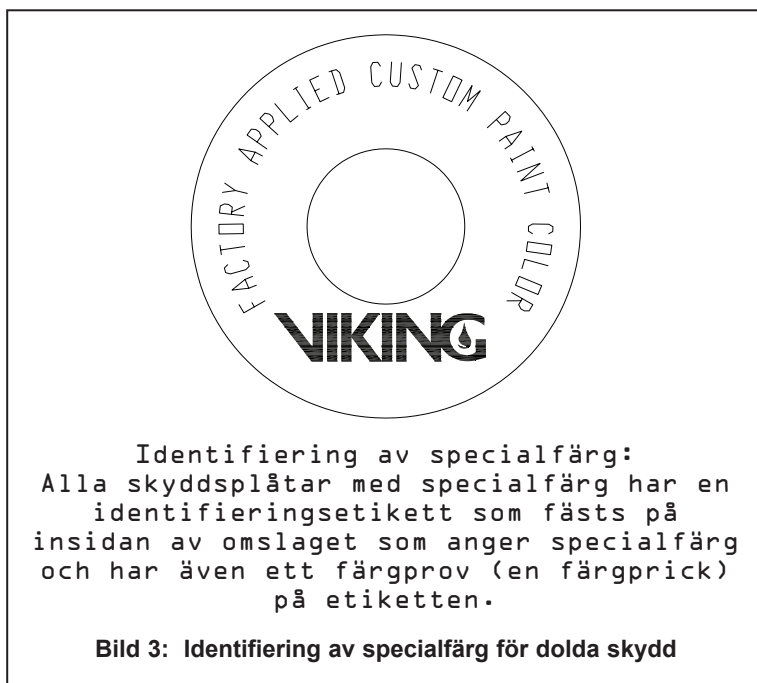 FACTORY APPLIED CUSTOM PAINT COLOR
VIKING
Identifiering av specialfärg:
Alla skyddsplåtar med specialfärg har en
identifieringsetikett som fästs på
insidan av omslaget som anger specialfärg
och har även ett färgprov (en färgprick)
på etiketten.
Bild 3: Identifiering av specialfärg för dolda skydd